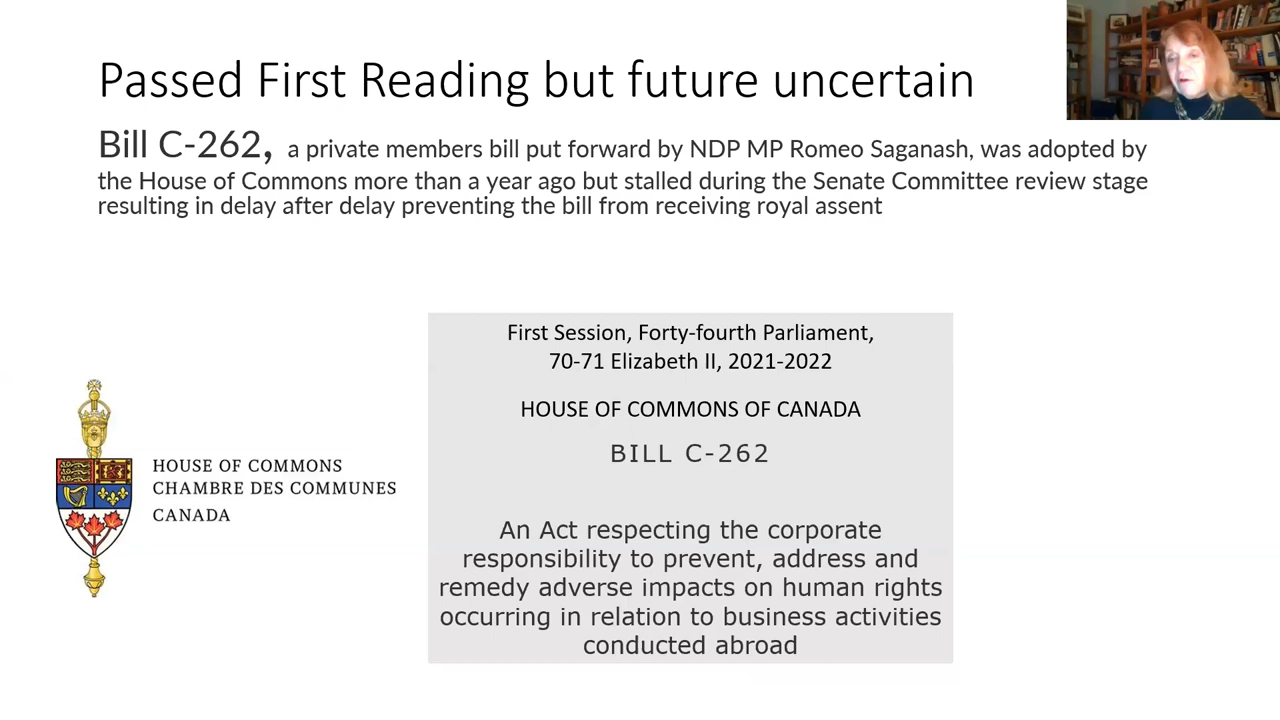 Passed First Reading but future uncertain
Bill C-262, a private members bill put forward by NDP MP Romeo Saganash, was adopted by
the House of Commons more than a year ago but stalled during the Senate Committee review stage
resulting in delay after delay preventing the bill from receiving royal assent
First Session, Forty-fourth Parliament,
70-71 Elizabeth II, 2021-2022
HOUSE OF COMMONS OF CANADA
BILL C-262
An Act respecting the corporate
responsibility to prevent, address and
remedy adverse impacts on human rights
occurring in relation to business activities
conducted abroad
HOUSE OF COMMONS
CHAMBRE DES COMMUNES
CANADA